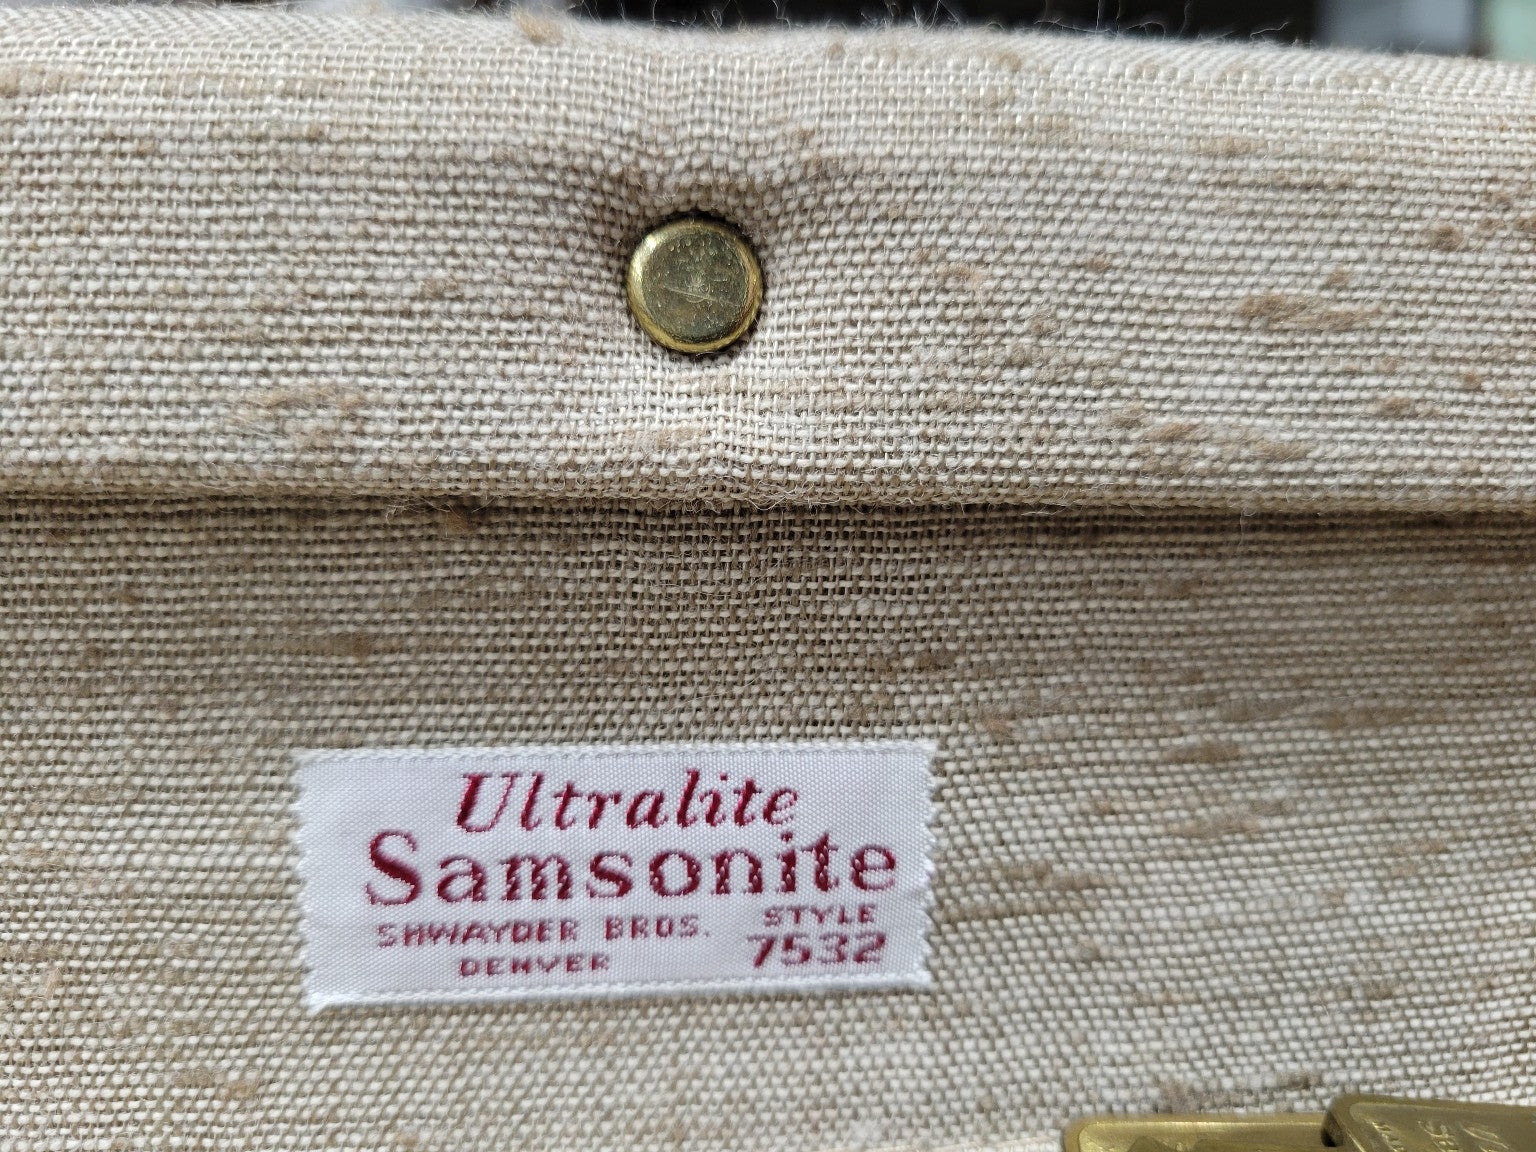 Ultralite
Samsonite
SHWAYDER BROS. STYLE
DENVER 7532